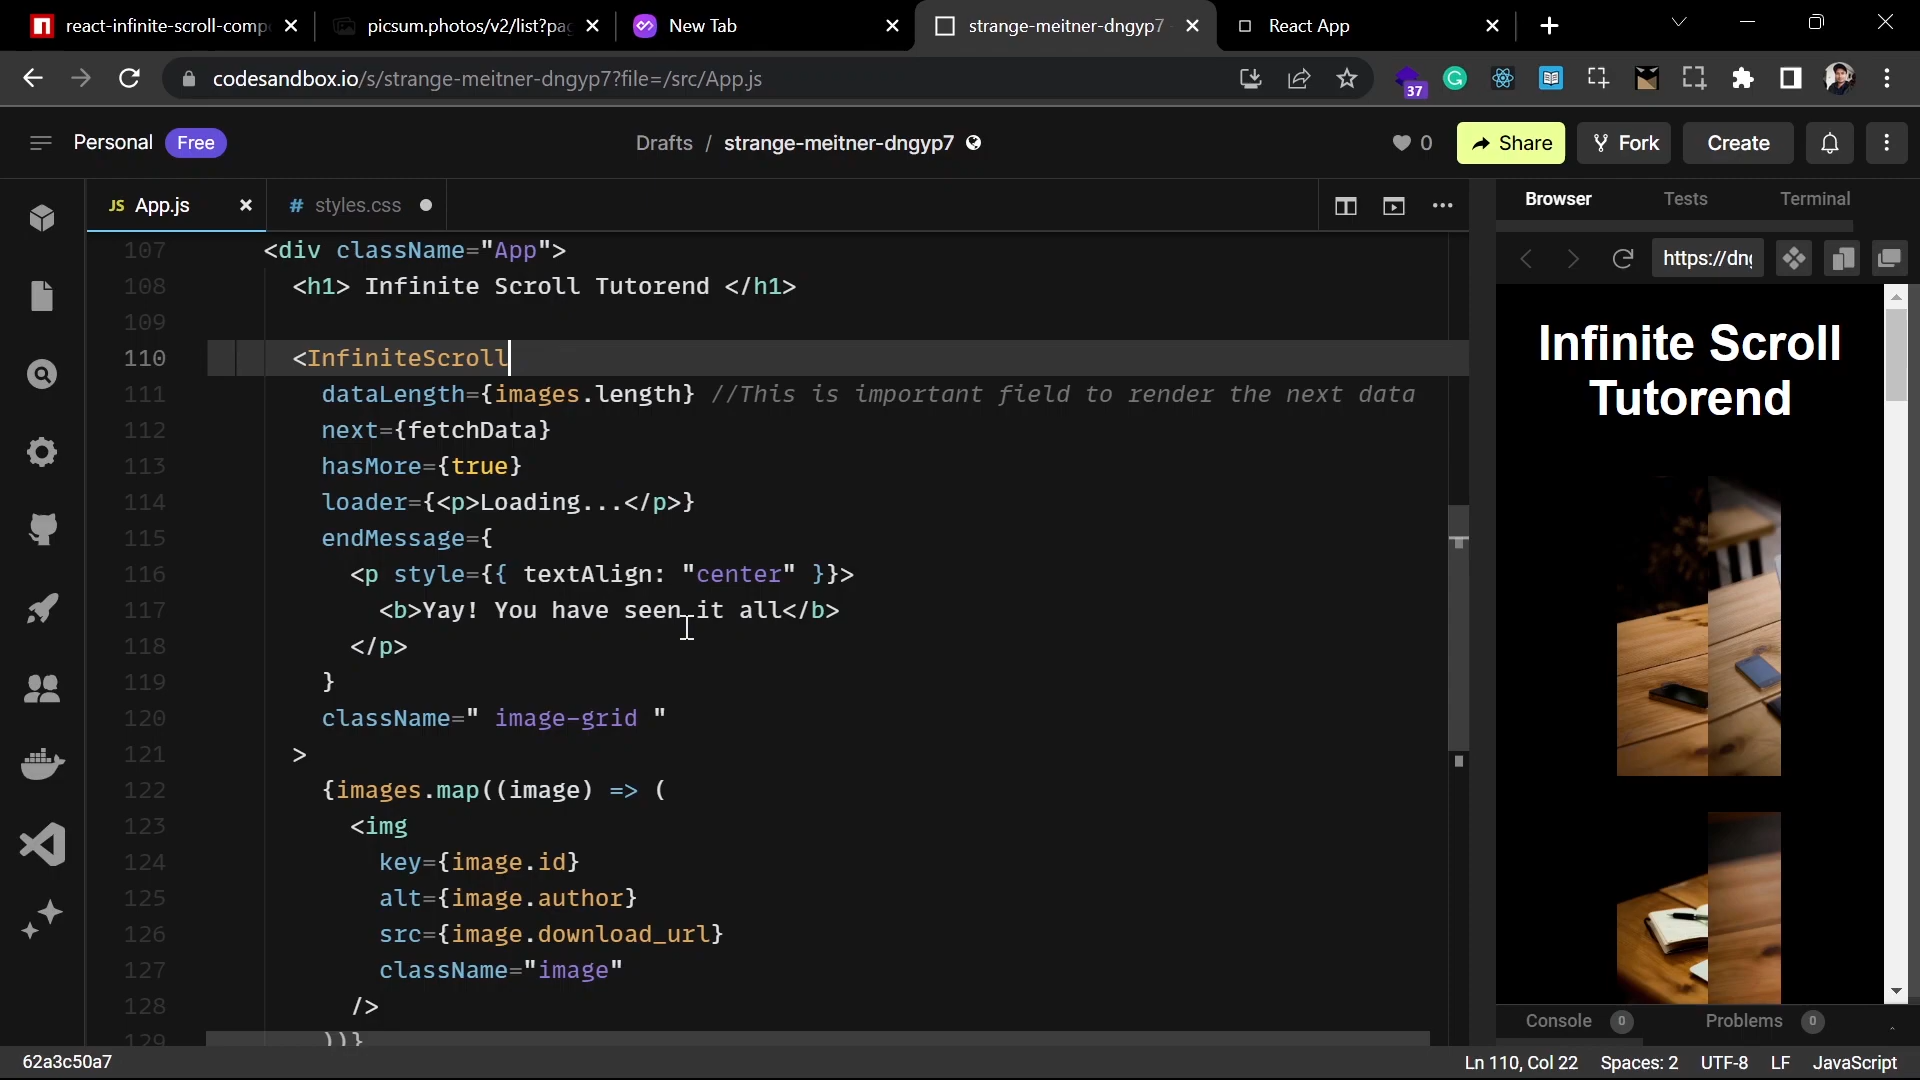 react-infinite-scroll-comp
picsum.photos/v2/list?pa
New Tab
strange-meitner-dngyp7
React App
codesandbox.io/s/strange-meitner-dngyp7?file=/src/App.js
37
Personal Free
Drafts / strange-meitner-dngyp7
0
Share
Fork
Create
JS App.js
# styles.css
Browser
Tests
Terminal
https://dng
107 <div className="App">
108 <h1> Infinite Scroll Tutorend </h1>
109
110 <InfiniteScroll
111 dataLength={images.length} //This is important field to render the next data
112 next={fetchData}
113 hasMore={true}
114 loader={<p>Loading...</p>}
115 endMessage={
116 <p style={{ textAlign: "center" }}>
117 <b>Yay! You have seen it all</b>
118 </p>
119 }
120 className=" image-grid "
121 >
122 {images.map((image) => (
123 <img
124 key={image.id}
125 alt={image.author}
126 src={image.download_url}
127 className="image"
128 />
129 ))}
Infinite Scroll
Tutorend
Console 0
Problems 0
62a3c50a7
Ln 110, Col 22
Spaces: 2
UTF-8
LF
JavaScript